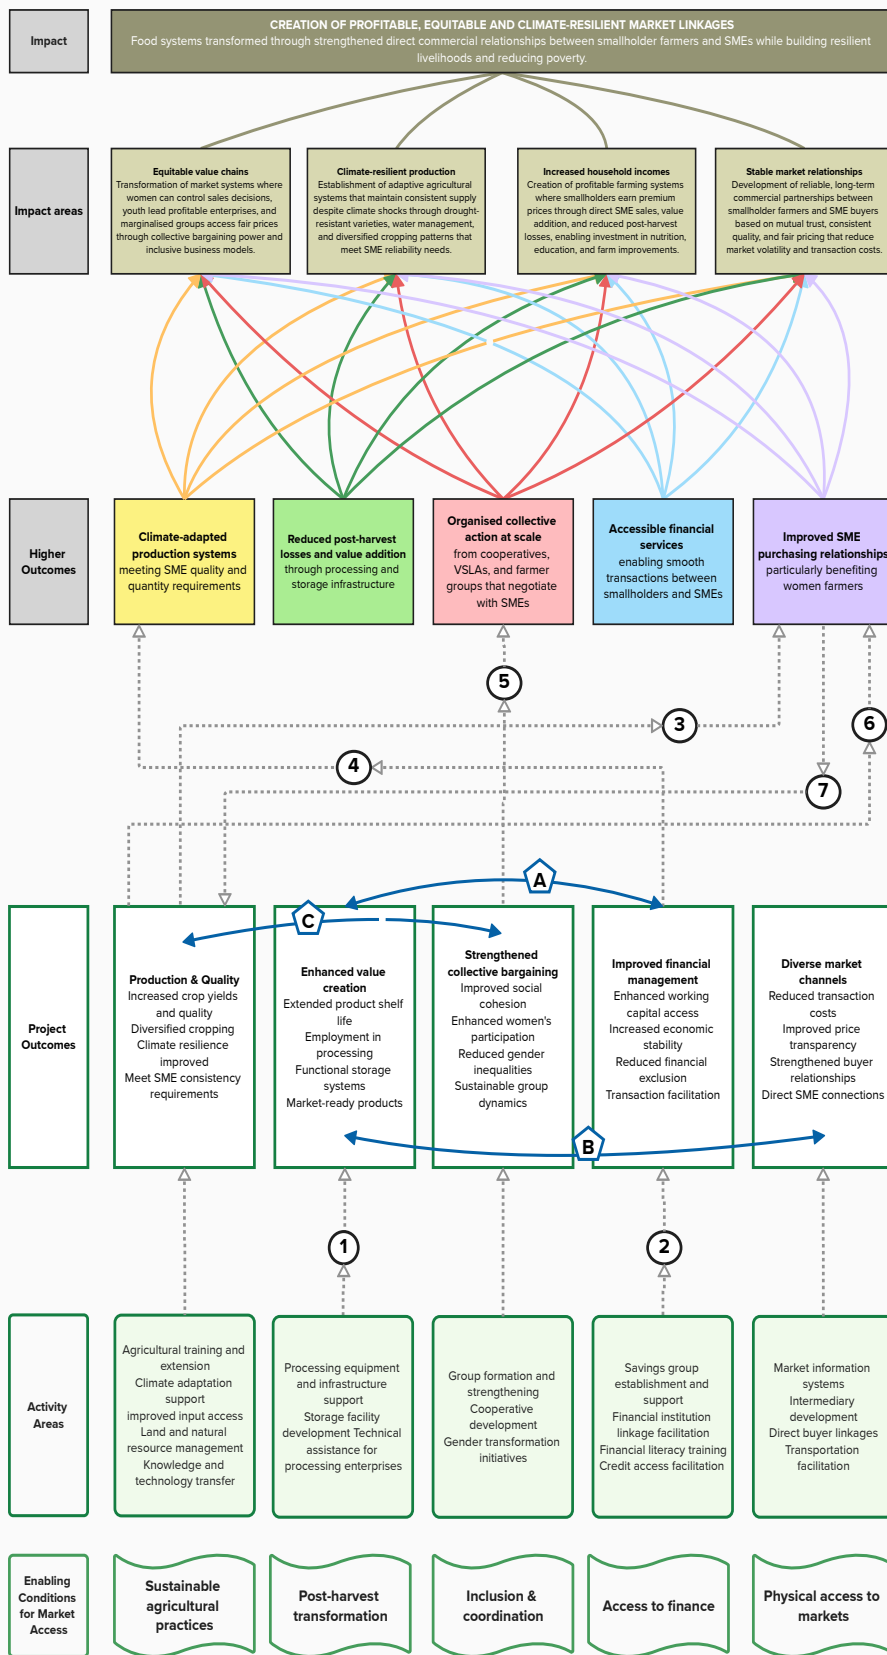 Impact
CREATION OF PROFITABLE, EQUITABLE AND CLIMATE-RESILIENT MARKET LINKAGES
Food systems transformed through strengthened direct commercial relationships between smallholder farmers and SMEs while building resilient
livelihoods and reducing poverty.
Impact areas
Equitable value chains
Transformation of market systems where
women can control sales decisions,
youth lead profitable enterprises, and
marginalised groups access fair prices
through collective bargaining power and
inclusive business models.
Climate-resilient production
Establishment of adaptive agricultural
systems that maintain consistent supply
despite climate shocks through drought-
resistant varieties, water management,
and diversified cropping patterns that
meet SME reliability needs.
Increased household incomes
Creation of profitable farming systems
where smallholders earn premium
prices through direct SME sales, value
addition, and reduced post-harvest
losses, enabling investment in nutrition,
education, and farm improvements.
Stable market relationships
Development of reliable, long-term
commercial partnerships between
smallholder farmers and SME buyers
based on mutual trust, consistent
quality, and fair pricing that reduce
market volatility and transaction costs.
Higher
Outcomes
Climate-adapted
production systems
meeting SME quality and
quantity requirements
Reduced post-harvest
losses and value addition
through processing and
storage infrastructure
Organised collective
action at scale
from cooperatives,
VSLAs, and farmer
groups that negotiate
with SMEs
Accessible financial
services
enabling smooth
transactions between
smallholders and SMEs
Improved SME
purchasing relationships
particularly benefiting
women farmers
5
3
6
4
7
A
C
Project
Outcomes
Production & Quality
Increased crop yields
and quality
Diversified cropping
Climate resilience
improved
Meet SME consistency
requirements
Enhanced value
creation
Extended product shelf
life
Employment in
processing
Functional storage
systems
Market-ready products
Strengthened
collective bargaining
Improved social
cohesion
Enhanced women's
participation
Reduced gender
inequalities
Sustainable group
dynamics
Improved financial
management
Enhanced working
capital access
Increased economic
stability
Reduced financial
exclusion
Transaction facilitation
Diverse market
channels
Reduced transaction
costs
Improved price
transparency
Strengthened buyer
relationships
Direct SME connections
B
1
2
Activity
Areas
Agricultural training and
extension
Climate adaptation
support
improved input access
Land and natural
resource management
Knowledge and
technology transfer
Processing equipment
and infrastructure
support
Storage facility
development Technical
assistance for
processing enterprises
Group formation and
strengthening
Cooperative
development
Gender transformation
initiatives
Savings group
establishment and
support
Financial institution
linkage facilitation
Financial literacy training
Credit access facilitation
Market information
systems
Intermediary
development
Direct buyer linkages
Transportation
facilitation
Enabling
Conditions
for Market
Access
Sustainable
agricultural
practices
Post-harvest
transformation
Inclusion &
coordination
Access to finance
Physical access to
markets